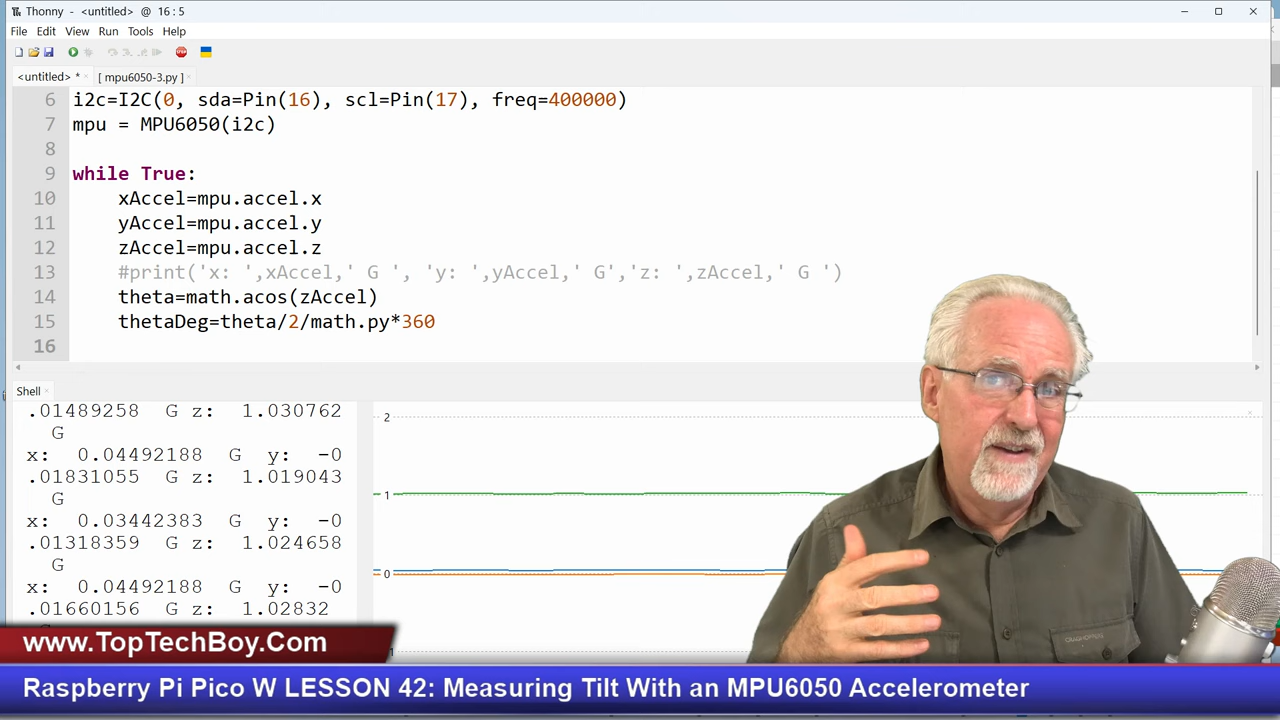 Thonny - <untitled> @ 16 : 5
File Edit View Run Tools Help
<untitled> * [ mpu6050-3.py ]
6 i2c=I2C(0, sda=Pin(16), scl=Pin(17), freq=400000)
7 mpu = MPU6050(i2c)
8
9 while True:
10 xAccel=mpu.accel.x
11 yAccel=mpu.accel.y
12 zAccel=mpu.accel.z
13 #print('x: ',xAccel,' G ', 'y: ',yAccel,' G','z: ',zAccel,' G ')
14 theta=math.acos(zAccel)
15 thetaDeg=theta/2/math.py*360
16
Shell
.01489258 G z: 1.030762
G
x: 0.04492188 G y: -0
.01831055 G z: 1.019043
G
x: 0.03442383 G y: -0
.01318359 G z: 1.024658
G
x: 0.04492188 G y: -0
.01660156 G z: 1.02832
2
1
0
www.TopTechBoy.Com
Raspberry Pi Pico W LESSON 42: Measuring Tilt With an MPU6050 Accelerometer